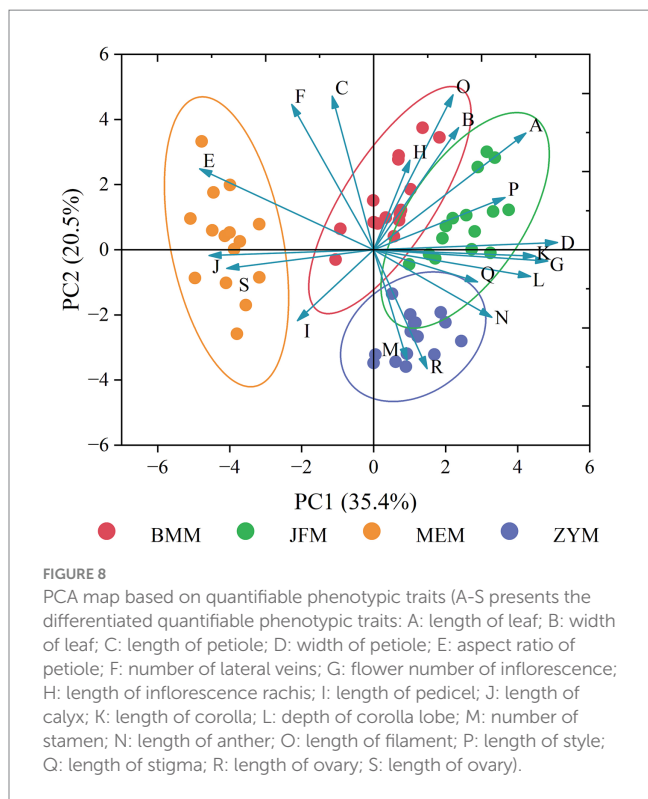 6
4
2
0
−2
−4
−6
PC2 (20.5%)
F
C
O
B
A
H
E
P
D
K
G
J
Q
L
S
I
N
M
R
−6
−4
−2
0
2
4
6
PC1 (35.4%)
BMM
JFM
MEM
ZYM
FIGURE 8
PCA map based on quantifiable phenotypic traits (A-S presents the
differentiated quantifiable phenotypic traits: A: length of leaf; B: width
of leaf; C: length of petiole; D: width of petiole; E: aspect ratio of
petiole; F: number of lateral veins; G: flower number of inflorescence;
H: length of inflorescence rachis; I: length of pedicel; J: length of
calyx; K: length of corolla; L: depth of corolla lobe; M: number of
stamen; N: length of anther; O: length of filament; P: length of style;
Q: length of stigma; R: length of ovary; S: length of ovary).